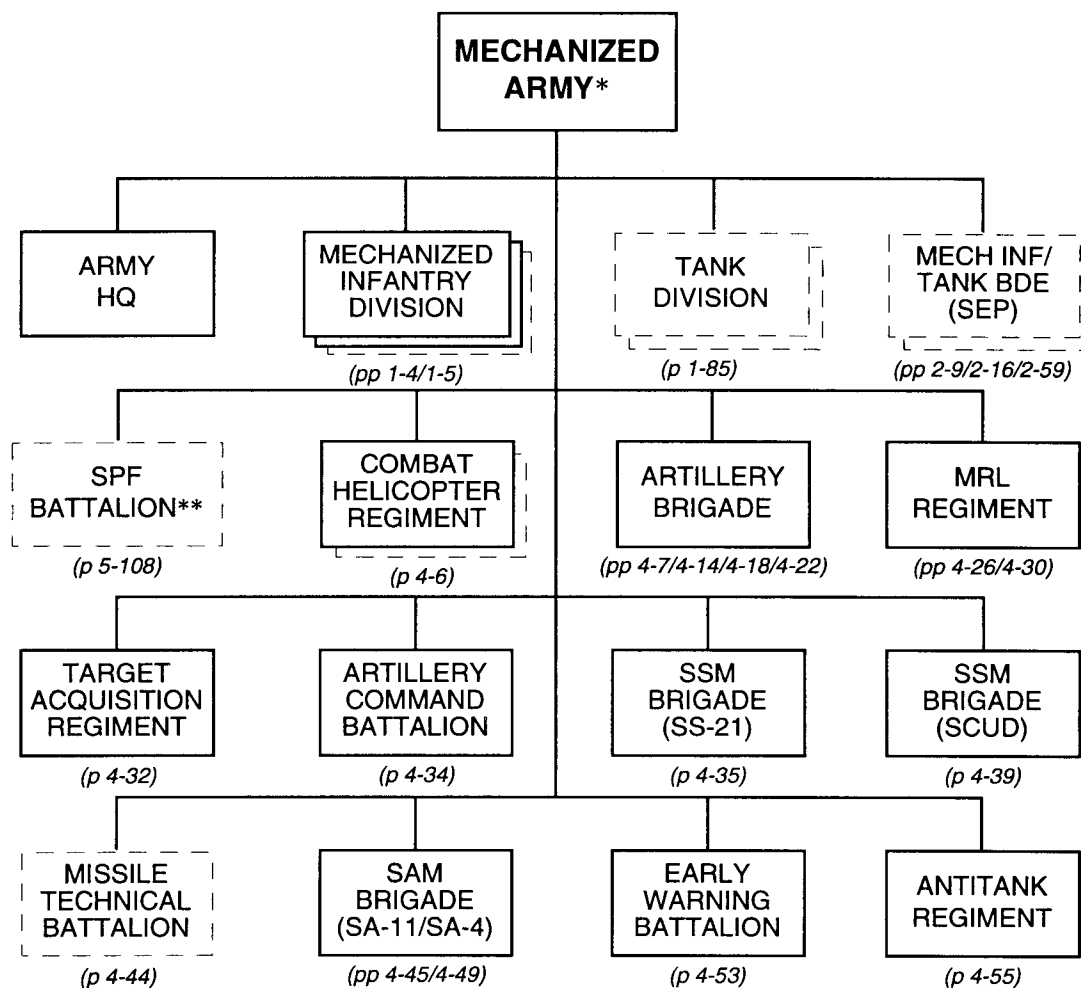 MECHANIZED
ARMY*
ARMY
HQ
MECHANIZED
INFANTRY
DIVISION
(pp 1-4/1-5)
TANK
DIVISION
(p 1-85)
MECH INF/
TANK BDE
(SEP)
(pp 2-9/2-16/2-59)
SPF
BATTALION**
(p 5-108)
COMBAT
HELICOPTER
REGIMENT
(p 4-6)
ARTILLERY
BRIGADE
(pp 4-7/4-14/4-18/4-22)
MRL
REGIMENT
(pp 4-26/4-30)
TARGET
ACQUISITION
REGIMENT
(p 4-32)
ARTILLERY
COMMAND
BATTALION
(p 4-34)
SSM
BRIGADE
(SS-21)
(p 4-35)
SSM
BRIGADE
(SCUD)
(p 4-39)
MISSILE
TECHNICAL
BATTALION
(p 4-44)
SAM
BRIGADE
(SA-11/SA-4)
(pp 4-45/4-49)
EARLY
WARNING
BATTALION
(p 4-53)
ANTITANK
REGIMENT
(p 4-55)